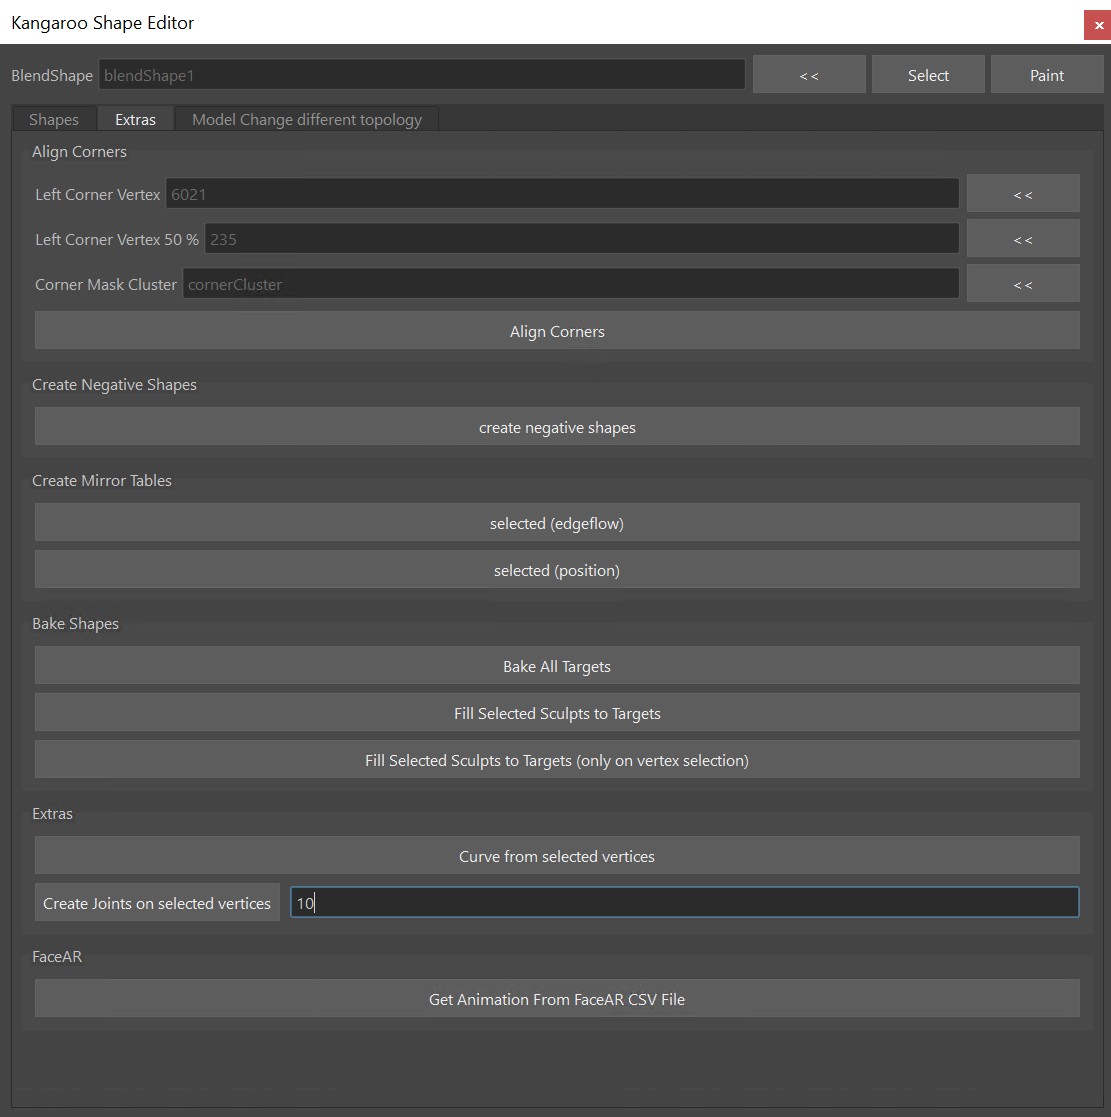 Kangaroo Shape Editor
×
BlendShape blendShape1 << Select Paint
Shapes Extras Model Change different topology
Align Corners
Left Corner Vertex 6021 <<
Left Corner Vertex 50 % 235 <<
Corner Mask Cluster cornerCluster <<
Align Corners
Create Negative Shapes
create negative shapes
Create Mirror Tables
selected (edgeflow)
selected (position)
Bake Shapes
Bake All Targets
Fill Selected Sculpts to Targets
Fill Selected Sculpts to Targets (only on vertex selection)
Extras
Curve from selected vertices
Create Joints on selected vertices 10
FaceAR
Get Animation From FaceAR CSV File